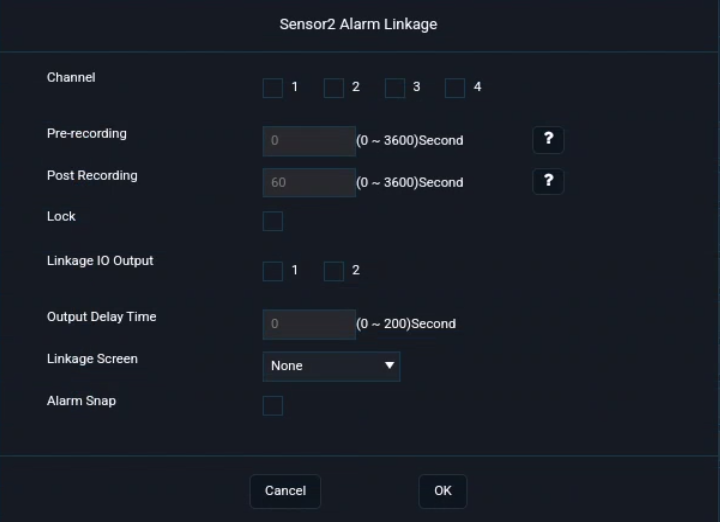 Sensor2 Alarm Linkage
Channel 1 2 3 4
Pre-recording 0 (0 ~ 3600)Second ?
Post Recording 60 (0 ~ 3600)Second ?
Lock
Linkage IO Output 1 2
Output Delay Time 0 (0 ~ 200)Second
Linkage Screen None
Alarm Snap
Cancel OK